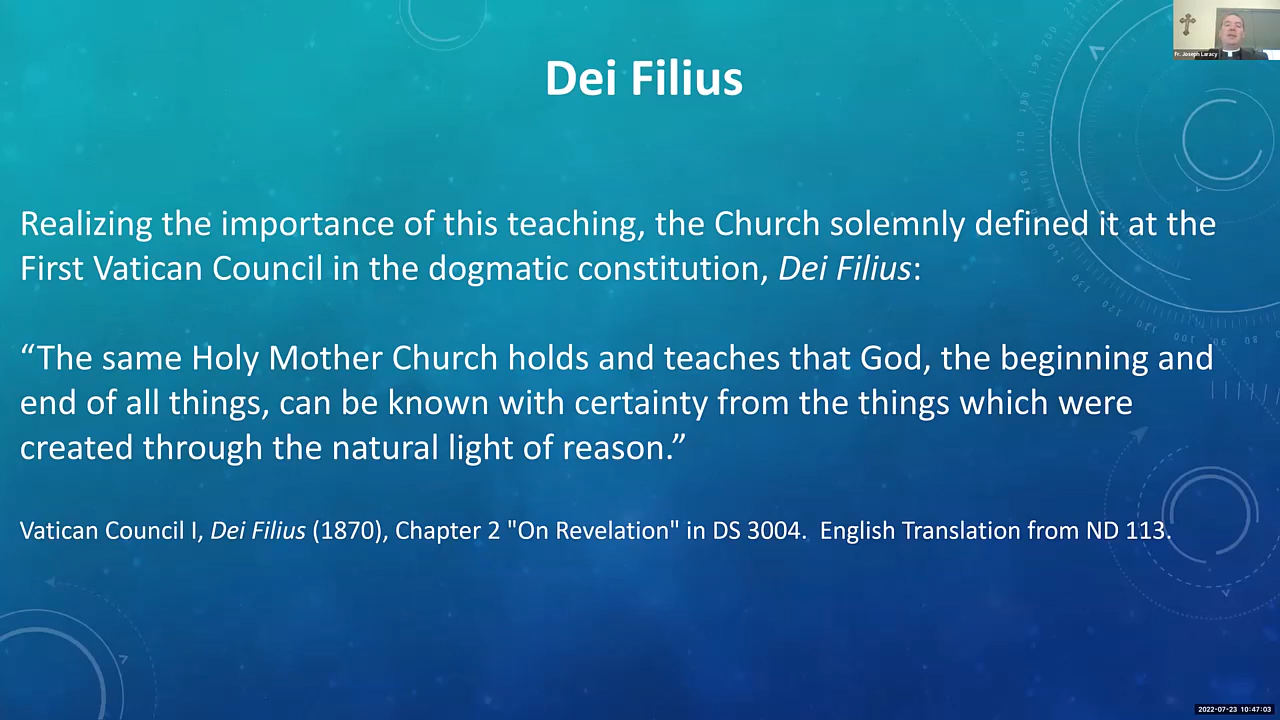 Fr. Joseph Laracy
Dei Filius
Realizing the importance of this teaching, the Church solemnly defined it at the
First Vatican Council in the dogmatic constitution, Dei Filius:
“The same Holy Mother Church holds and teaches that God, the beginning and
end of all things, can be known with certainty from the things which were
created through the natural light of reason.”
Vatican Council I, Dei Filius (1870), Chapter 2 "On Revelation" in DS 3004.  English Translation from ND 113.
2022-07-23 10:47:03